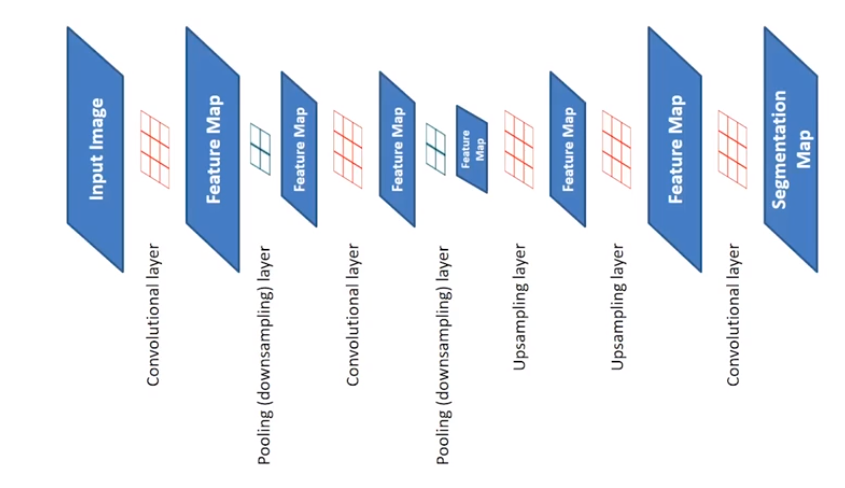 Input Image
Feature Map
Feature Map
Feature Map
Feature
Map
Feature Map
Feature Map
Segmentation
Map
Convolutional layer
Pooling (downsampling) layer
Convolutional layer
Pooling (downsampling) layer
Upsampling layer
Upsampling layer
Convolutional layer